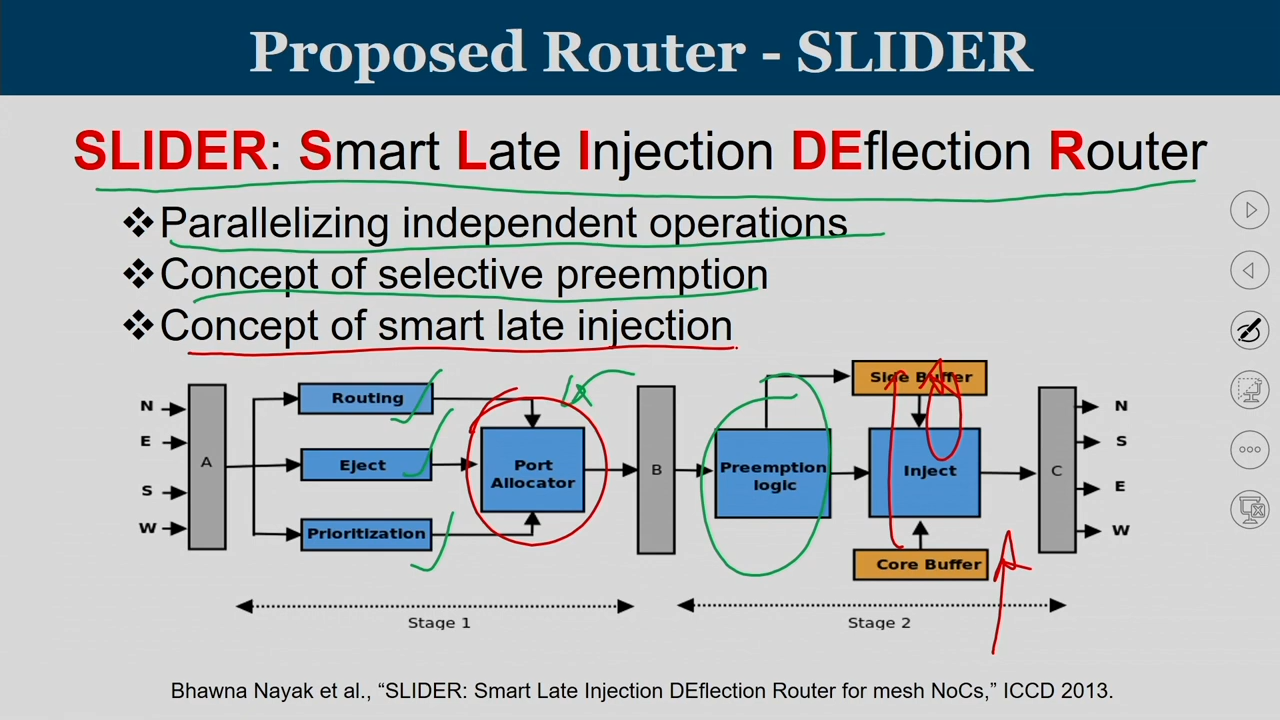 Proposed Router - SLIDER
SLIDER: Smart Late Injection DEflection Router
❖Parallelizing independent operations
❖Concept of selective preemption
❖Concept of smart late injection
N
E
S
W
A
Routing
Eject
Prioritization
Port
Allocator
B
Preemption
logic
Side Buffer
Inject
Core Buffer
C
N
S
E
W
Stage 1
Stage 2
Bhawna Nayak et al., “SLIDER: Smart Late Injection DEflection Router for mesh NoCs,” ICCD 2013.